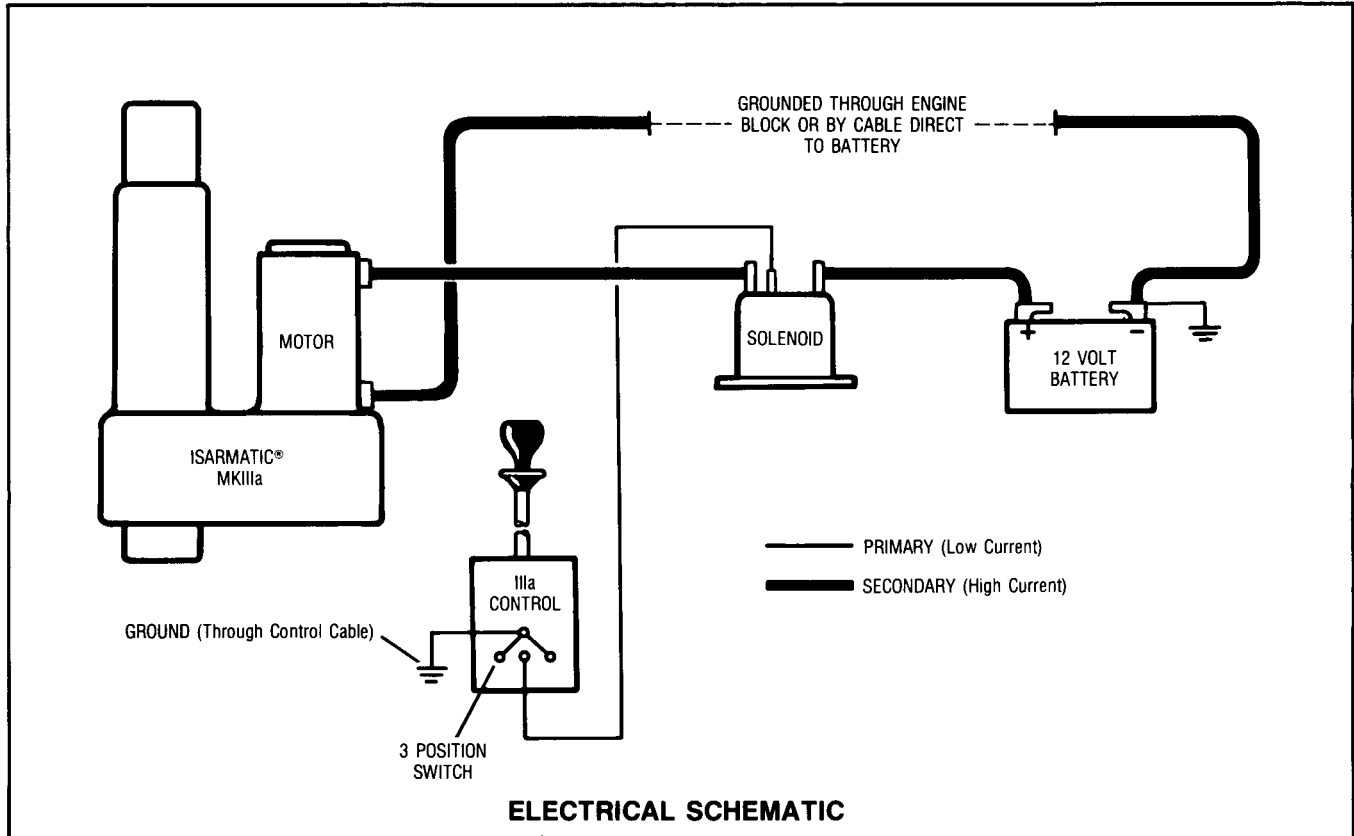 GROUNDED THROUGH ENGINE
BLOCK OR BY CABLE DIRECT
TO BATTERY
MOTOR
SOLENOID
+
−
12 VOLT
BATTERY
ISARMATIC®
MKIIIa
IIIa
CONTROL
PRIMARY (Low Current)
SECONDARY (High Current)
GROUND (Through Control Cable)
3 POSITION
SWITCH
ELECTRICAL SCHEMATIC